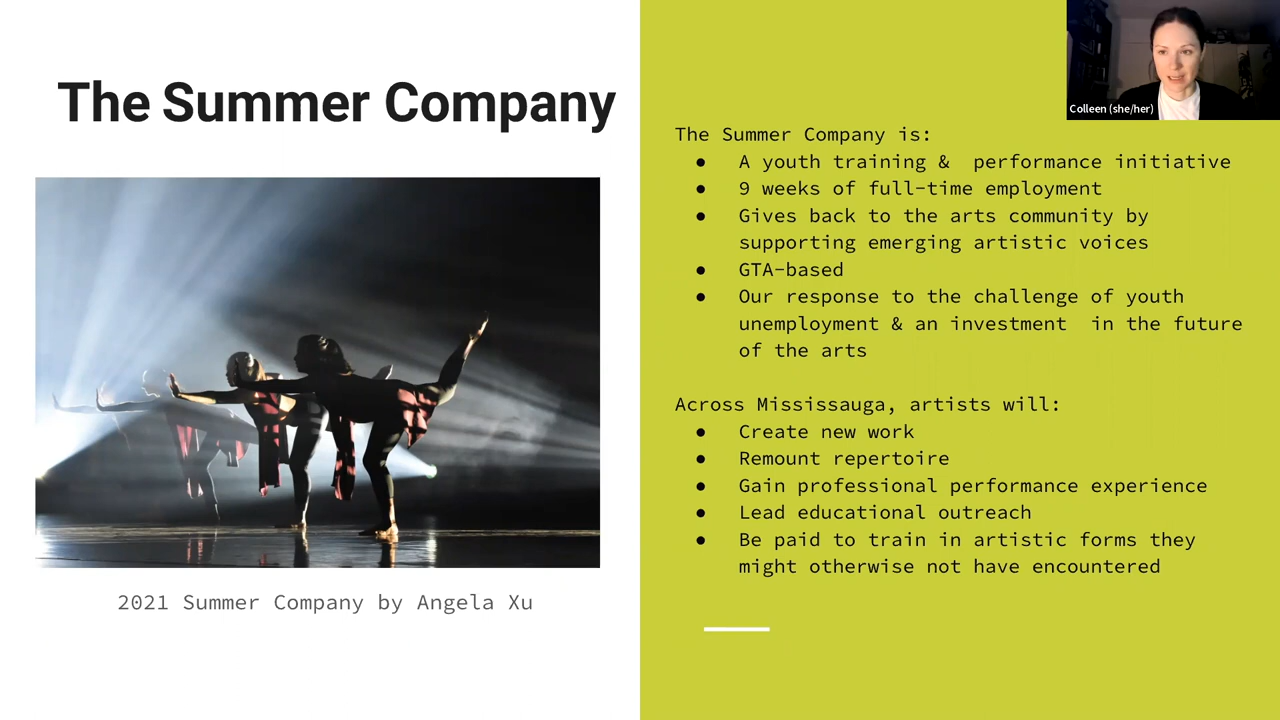 The Summer Company
2021 Summer Company by Angela Xu
Colleen (she/her)
The Summer Company is:
● A youth training & performance initiative
● 9 weeks of full-time employment
● Gives back to the arts community by
supporting emerging artistic voices
● GTA-based
● Our response to the challenge of youth
unemployment & an investment in the future
of the arts
Across Mississauga, artists will:
● Create new work
● Remount repertoire
● Gain professional performance experience
● Lead educational outreach
● Be paid to train in artistic forms they
might otherwise not have encountered